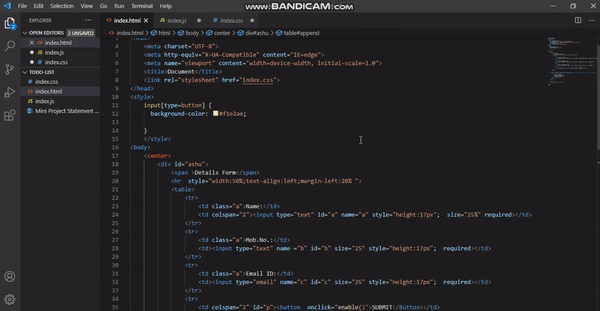 File Edit Selection View Go Run Terminal Help
www.BANDICAM.com
EXPLORER
index.html
index.js
index.css
OPEN EDITORS 2 UNSAVED
index.html
index.js
index.css
TODO-LIST
index.css
index.html
index.js
Mini Project Statement
index.html > html > body > center > div#ashu > table#append
3 <head>
4 <meta charset="UTF-8">
5 <meta http-equiv="X-UA-Compatible" content="IE=edge">
6 <meta name="viewport" content="width=device-width, initial-scale=1.0">
7 <title>Document</title>
8 <link rel="stylesheet" href="index.css">
9 </head>
10 <style>
11 input[type=button] {
12 background-color: #f1e2ae;
13
14 }
15 </style>
16 <body>
17 <center>
18 <div id="ashu">
19 <span >Details Form</span>
20 <hr style="width:50%;text-align:left;margin-left:20% ">
21 <table>
22 <tr>
23 <td class="a">Name:</td>
24 <td colspan="2"><input type="text" id="a" name="a" style="height:17px"; size="25%" required></td>
25 </tr>
26 <tr>
27 <td class="a">Mob.No.:</td>
28 <td><input type="text" name ="b" id="b" size="25" style="height:17px"; required></td>
29 </tr>
30 <tr>
31 <td class="a">Email ID:</td>
32 <td><input type="email" name="c" id="c" size="25" style="height:17px"; required></td>
33 </tr>
34 <tr>
35 <td colspan="2" id="p"><button onclick="enable()">SUBMIT</button></td>